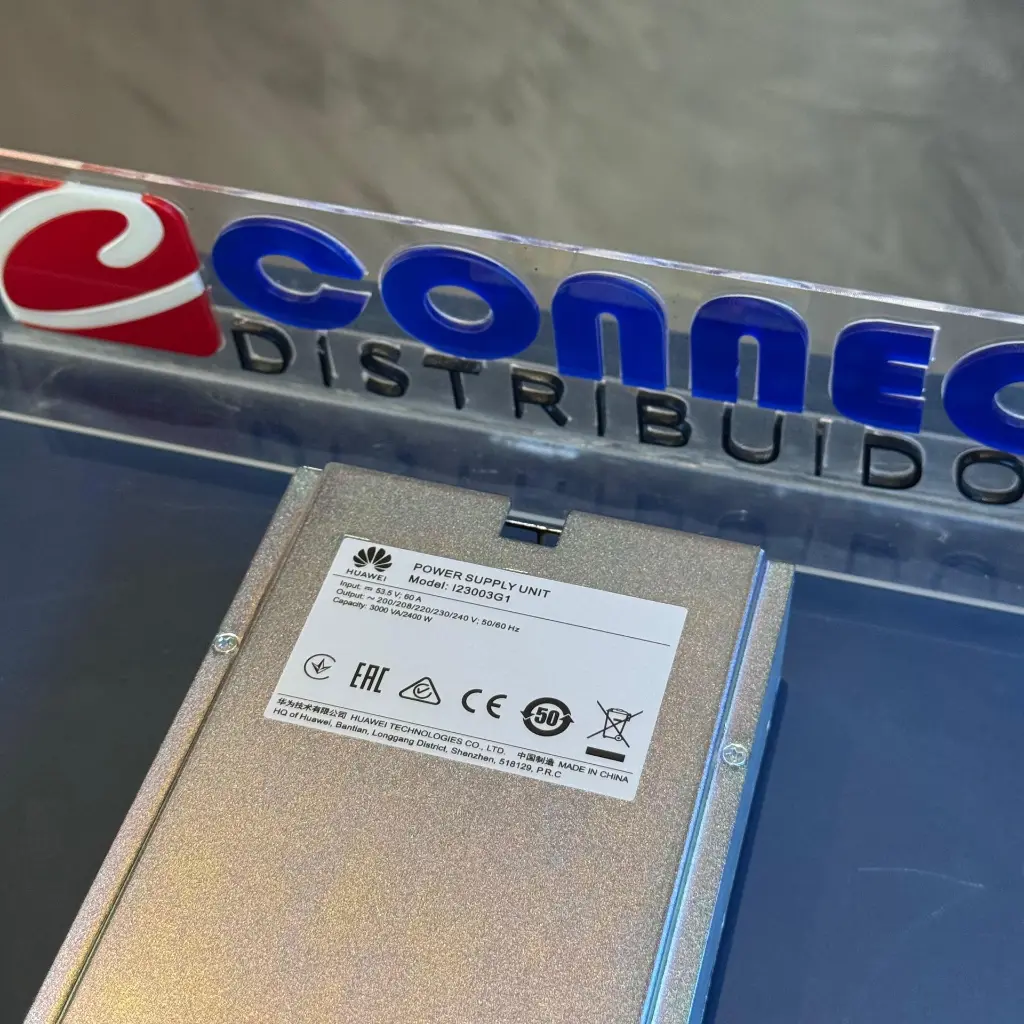 CONNEC
DISTRIBUIDO
HUAWEI
POWER SUPPLY UNIT
Model: I23003G1
Input: ⎓ 53.5 V; 60 A
Output: ∼ 200/208/220/230/240 V; 50/60 Hz
Capacity: 3000 VA/2400 W
EAC
CE
50
华为技术有限公司 HUAWEI TECHNOLOGIES CO., LTD. 中国制造 MADE IN CHINA
HQ of Huawei, Bantian, Longgang District, Shenzhen, 518129, P.R.C